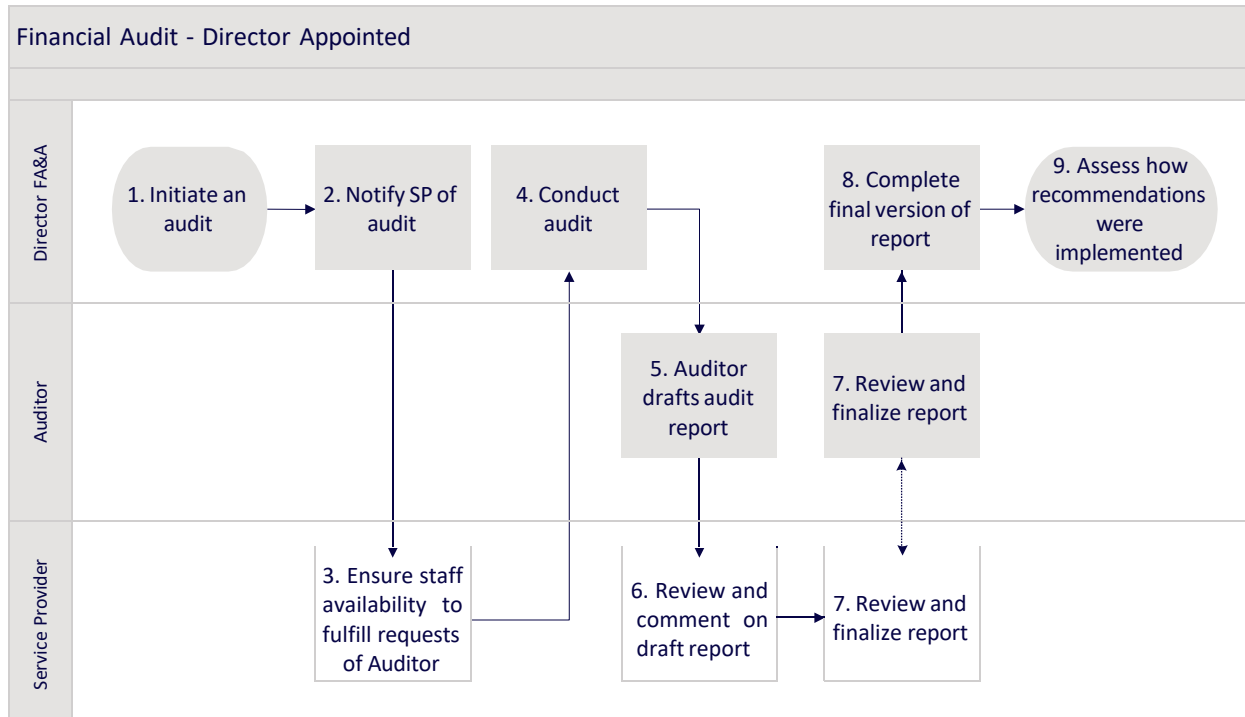 Financial Audit - Director Appointed
Director FA&A
1. Initiate an
audit
2. Notify SP of
audit
4. Conduct
audit
8. Complete
final version of
report
9. Assess how
recommendations
were
implemented
Auditor
5. Auditor
drafts audit
report
7. Review and
finalize report
Service Provider
3. Ensure staff
availability to
fulfill requests
of Auditor
6. Review and
comment on
draft report
7. Review and
finalize report